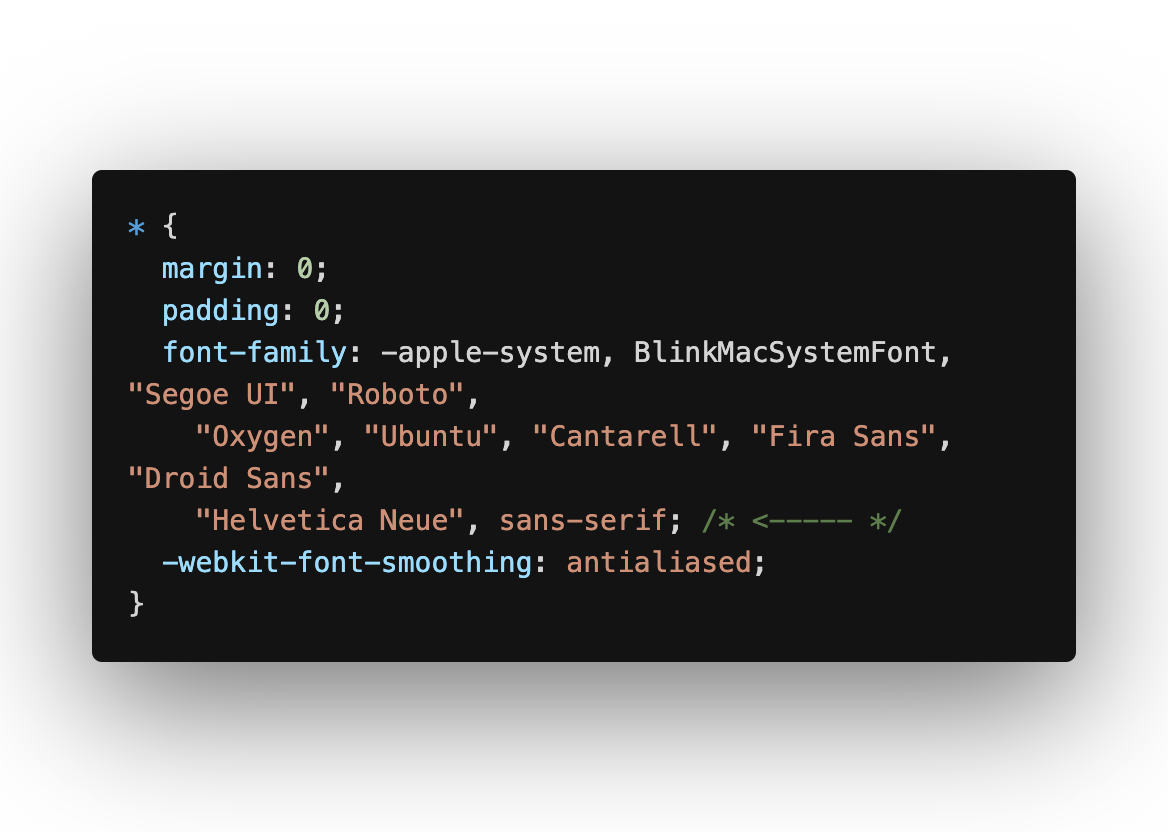 * {
  margin: 0;
  padding: 0;
  font-family: -apple-system, BlinkMacSystemFont,
"Segoe UI", "Roboto",
    "Oxygen", "Ubuntu", "Cantarell", "Fira Sans",
"Droid Sans",
    "Helvetica Neue", sans-serif; /* <----- */
  -webkit-font-smoothing: antialiased;
}